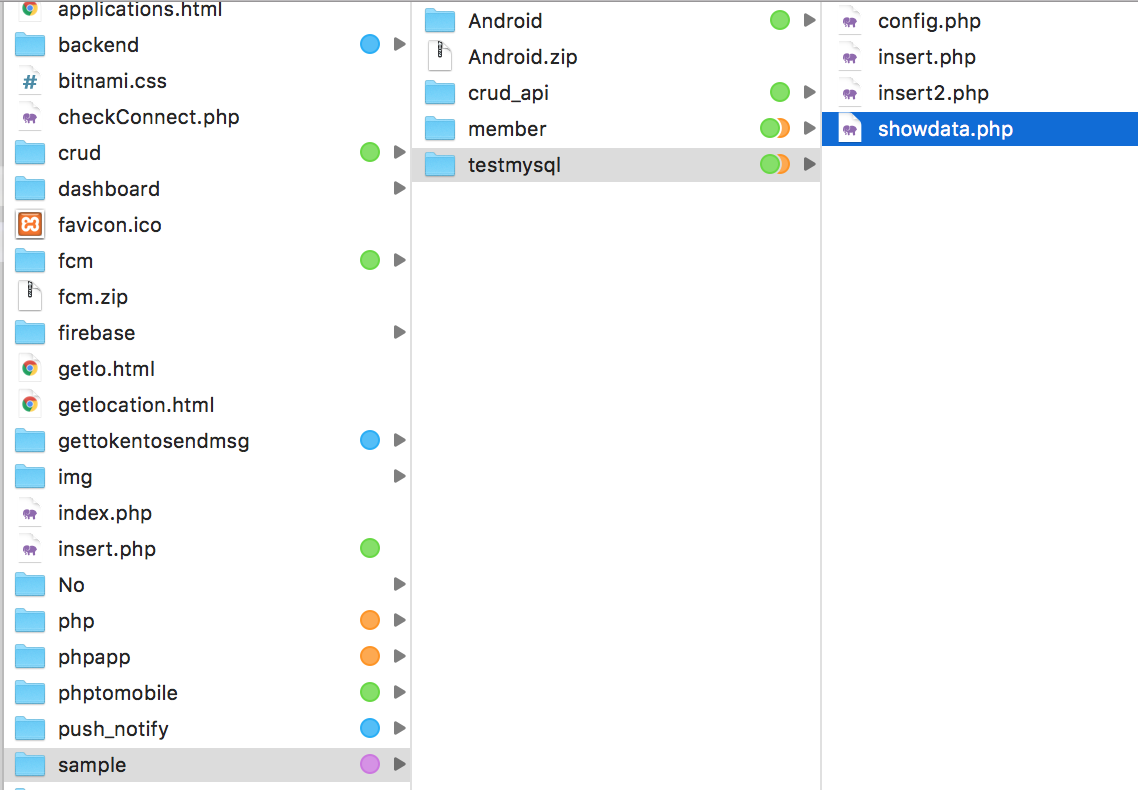 applications.html
backend
bitnami.css
checkConnect.php
crud
dashboard
favicon.ico
fcm
fcm.zip
firebase
getlo.html
getlocation.html
gettokentosendmsg
img
index.php
insert.php
No
php
phpapp
phptomobile
push_notify
sample
Android
Android.zip
crud_api
member
testmysql
config.php
insert.php
insert2.php
showdata.php